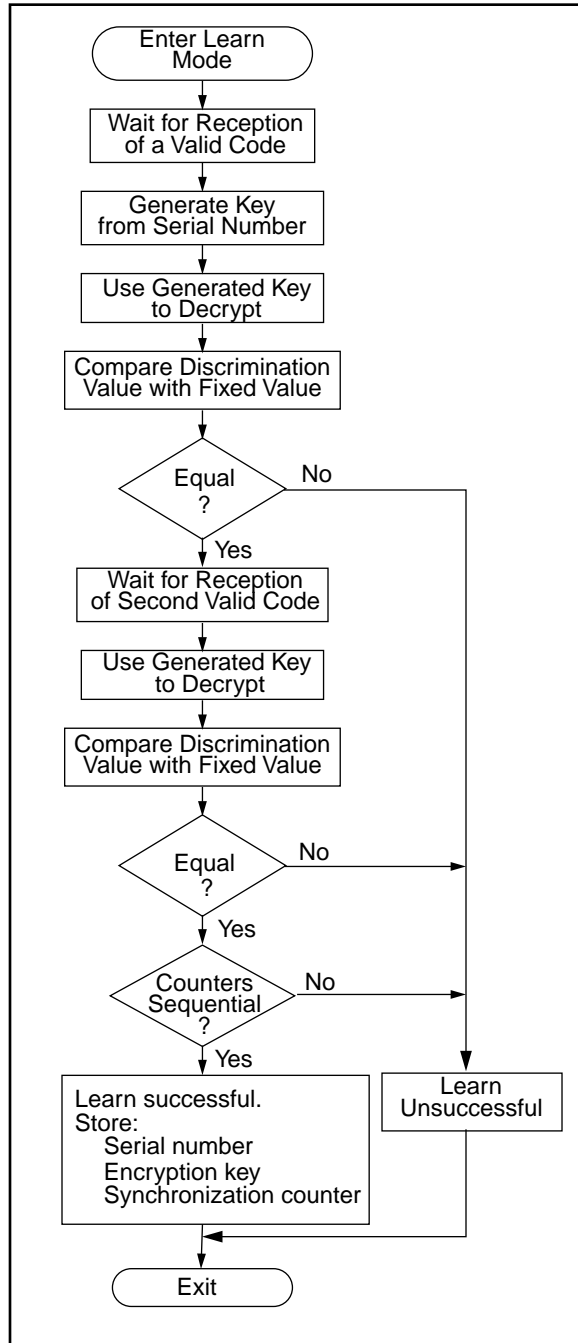 Enter Learn
Mode
Wait for Reception
of a Valid Code
Generate Key
from Serial Number
Use Generated Key
to Decrypt
Compare Discrimination
Value with Fixed Value
Equal
?
No
Yes
Wait for Reception
of Second Valid Code
Use Generated Key
to Decrypt
Compare Discrimination
Value with Fixed Value
Equal
?
No
Yes
Counters
Sequential
?
No
Yes
Learn successful.
Store:
Serial number
Encryption key
Synchronization counter
Learn
Unsuccessful
Exit